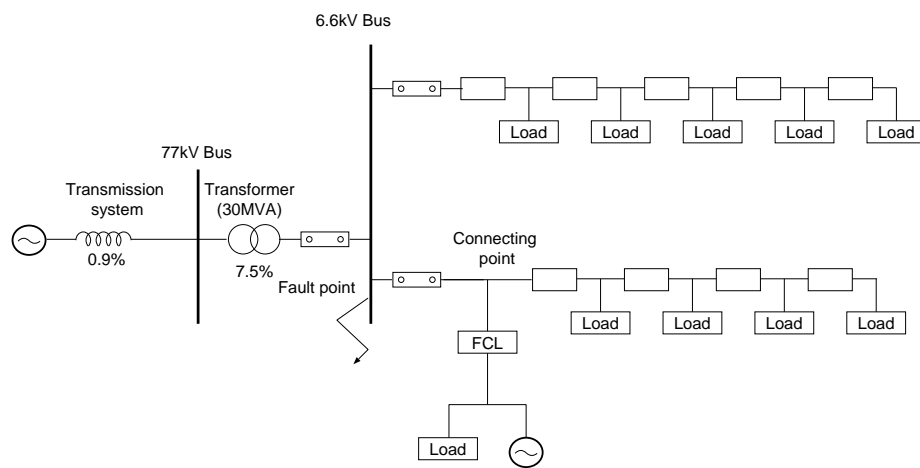 6.6kV Bus
Load
Load
Load
Load
Load
77kV Bus
Transmission
system
Transformer
(30MVA)
0.9%
7.5%
Connecting
point
Fault point
Load
Load
Load
Load
FCL
Load